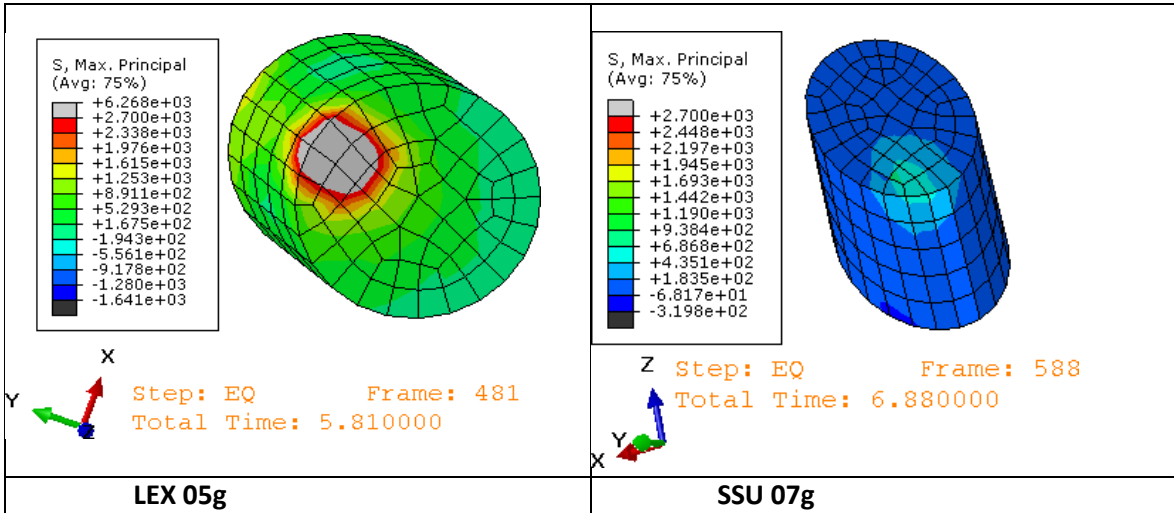 S, Max. Principal
(Avg: 75%)
+6.268e+03
+2.700e+03
+2.338e+03
+1.976e+03
+1.615e+03
+1.253e+03
+8.911e+02
+5.293e+02
+1.675e+02
-1.943e+02
-5.561e+02
-9.178e+02
-1.280e+03
-1.641e+03
X
Y
Step: EQ Frame: 481
Total Time: 5.810000
LEX 05g
S, Max. Principal
(Avg: 75%)
+2.700e+03
+2.448e+03
+2.197e+03
+1.945e+03
+1.693e+03
+1.442e+03
+1.190e+03
+9.384e+02
+6.868e+02
+4.351e+02
+1.835e+02
-6.817e+01
-3.198e+02
Z
Y
X
Step: EQ Frame: 588
Total Time: 6.880000
SSU 07g